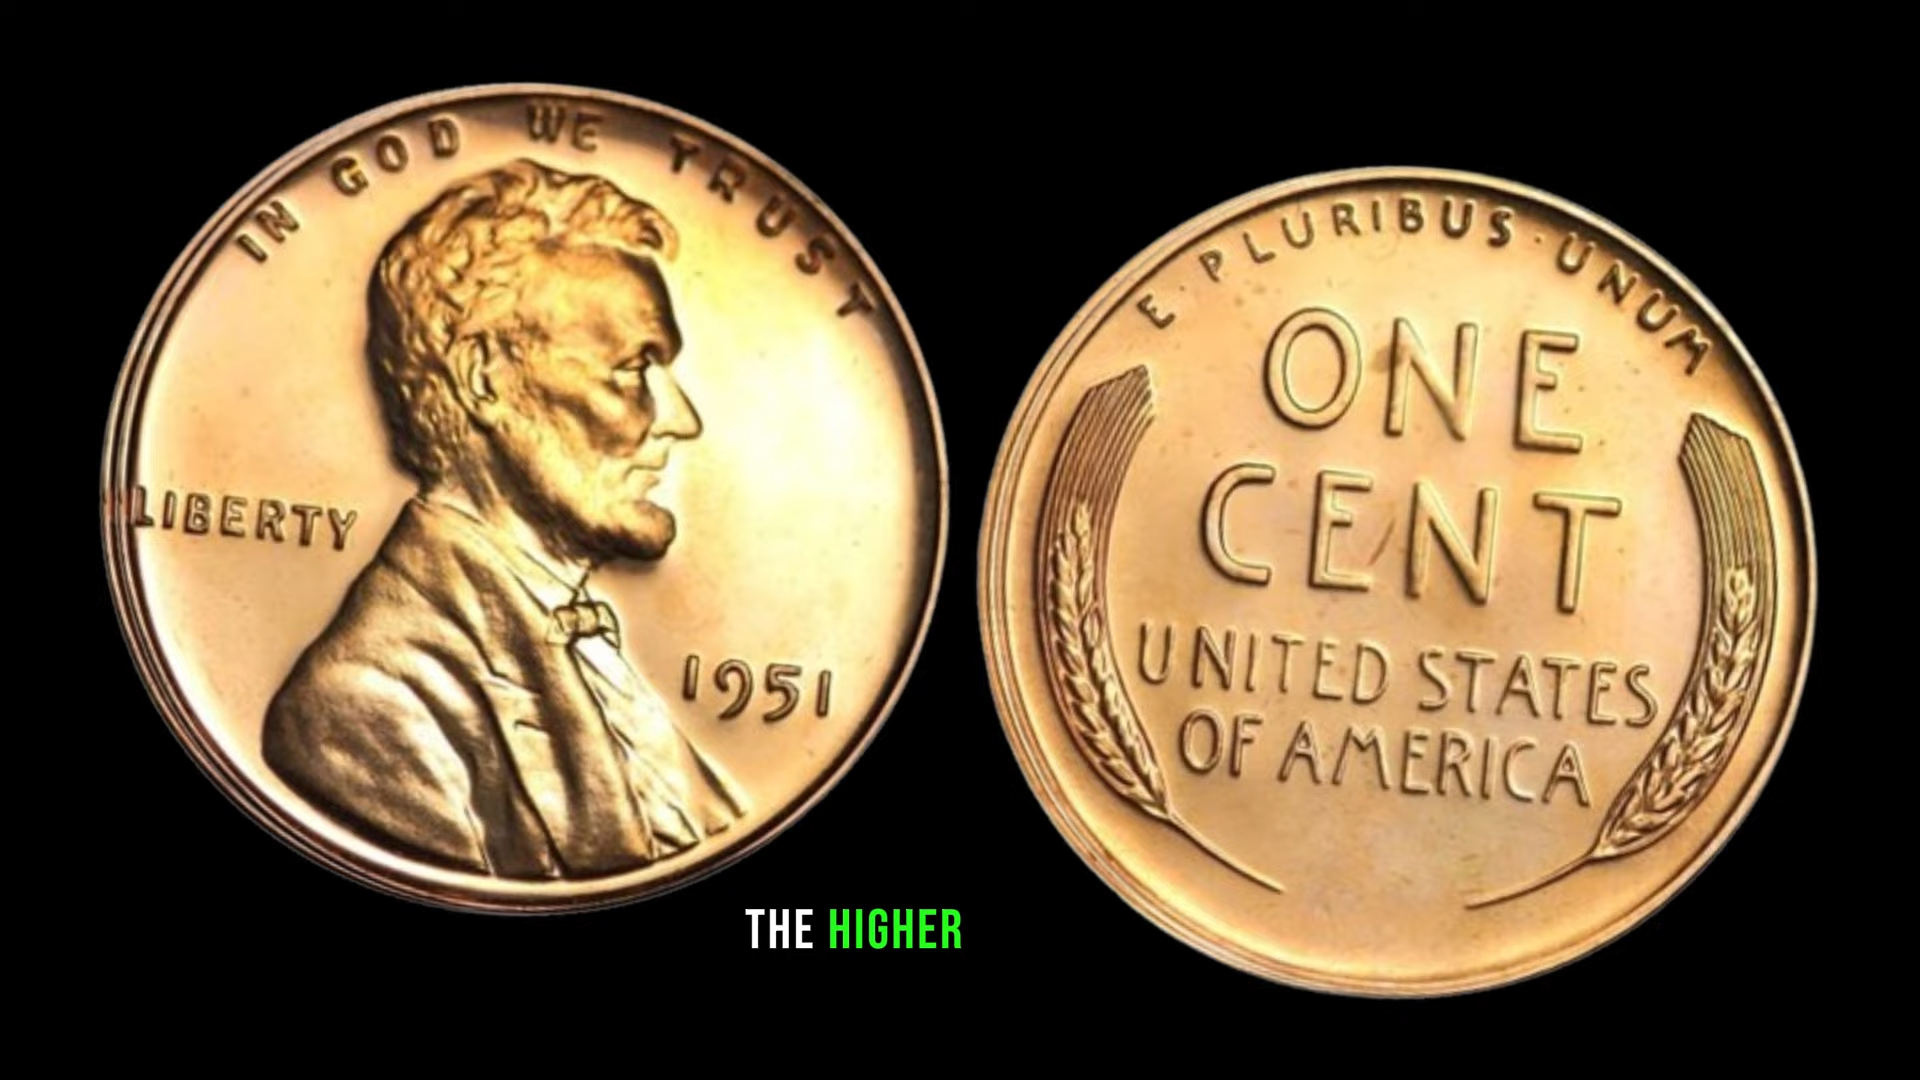 IN GOD WE TRUST
LIBERTY
1951
E · PLURIBUS · UNUM
ONE
CENT
UNITED STATES
OF AMERICA
THE HIGHER